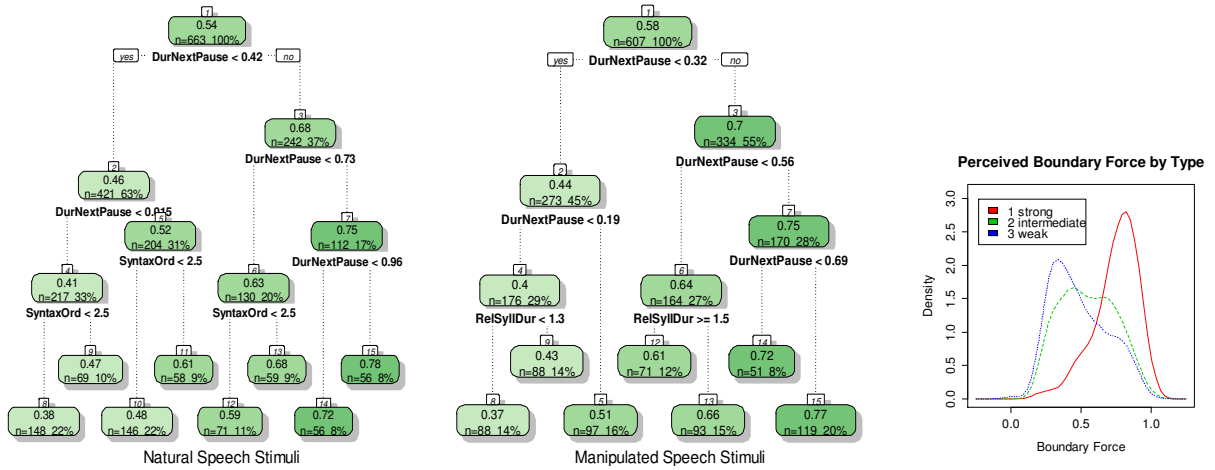 1
0.54
n=663 100%
yes
DurNextPause < 0.42
no
3
0.68
n=242 37%
DurNextPause < 0.73
2
0.46
n=421 63%
DurNextPause < 0.015
5
0.52
n=204 31%
SyntaxOrd < 2.5
7
0.75
n=112 17%
DurNextPause < 0.96
4
0.41
n=217 33%
SyntaxOrd < 2.5
6
0.63
n=130 20%
SyntaxOrd < 2.5
9
0.47
n=69 10%
11
0.61
n=58 9%
13
0.68
n=59 9%
15
0.78
n=56 8%
8
0.38
n=148 22%
10
0.48
n=146 22%
12
0.59
n=71 11%
14
0.72
n=56 8%
Natural Speech Stimuli
1
0.58
n=607 100%
yes
DurNextPause < 0.32
no
3
0.7
n=334 55%
DurNextPause < 0.56
2
0.44
n=273 45%
DurNextPause < 0.19
7
0.75
n=170 28%
DurNextPause < 0.69
4
0.4
n=176 29%
RelSyllDur < 1.3
6
0.64
n=164 27%
RelSyllDur >= 1.5
9
0.43
n=88 14%
12
0.61
n=71 12%
14
0.72
n=51 8%
8
0.37
n=88 14%
5
0.51
n=97 16%
13
0.66
n=93 15%
15
0.77
n=119 20%
Manipulated Speech Stimuli
Perceived Boundary Force by Type
1 strong
2 intermediate
3 weak
Density
3.0
2.5
2.0
1.5
1.0
0.5
0.0
0.0 0.5 1.0
Boundary Force